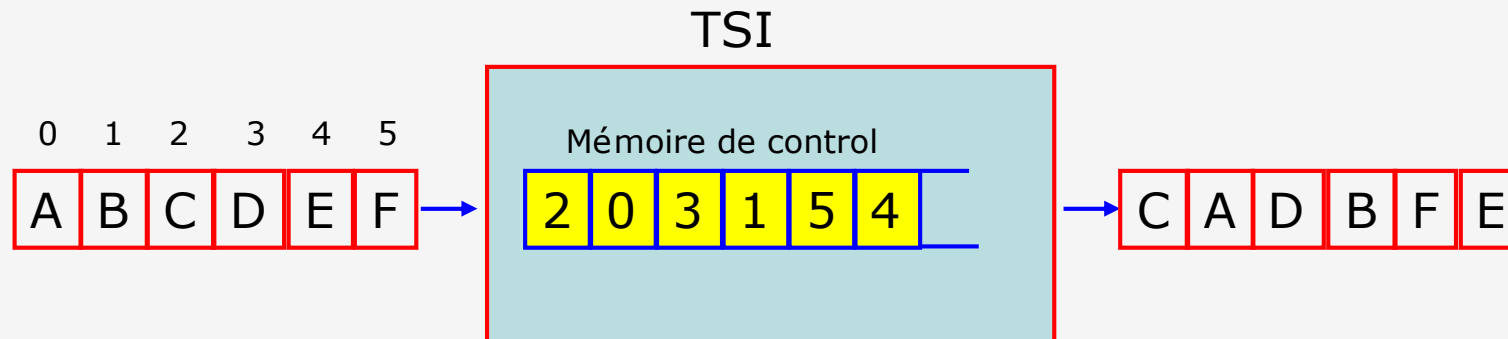 TSI
0 1 2 3 4 5
Mémoire de control
A B C D E F
2 0 3 1 5 4
C A D B F E